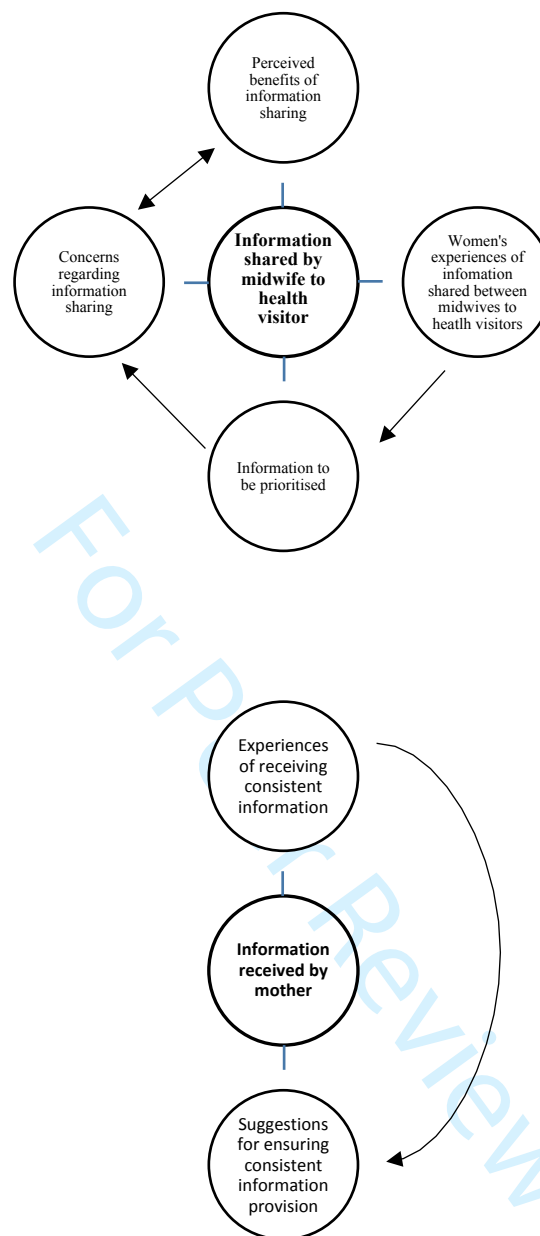 Perceived
benefits of
information
sharing
Concerns
regarding
information
sharing
Information
shared by
midwife to
health
visitor
Women's
experiences of
infomation
shared between
midwives to
heatlh visitors
Information to
be prioritised
Experiences
of receiving
consistent
information
Information
received by
mother
Suggestions
for ensuring
consistent
information
provision
For Peer Review